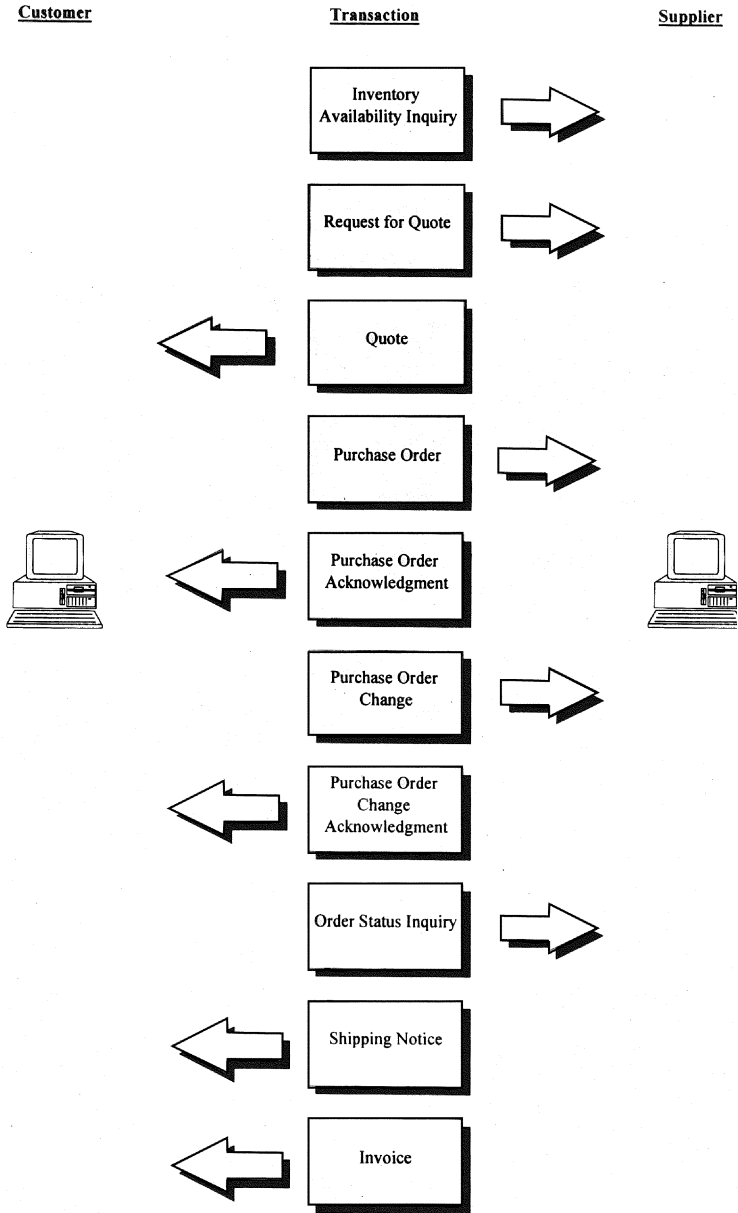 Customer Transaction Supplier
Inventory
Availability Inquiry
Request for Quote
Quote
Purchase Order
Purchase Order
Acknowledgment
Purchase Order
Change
Purchase Order
Change
Acknowledgment
Order Status Inquiry
Shipping Notice
Invoice